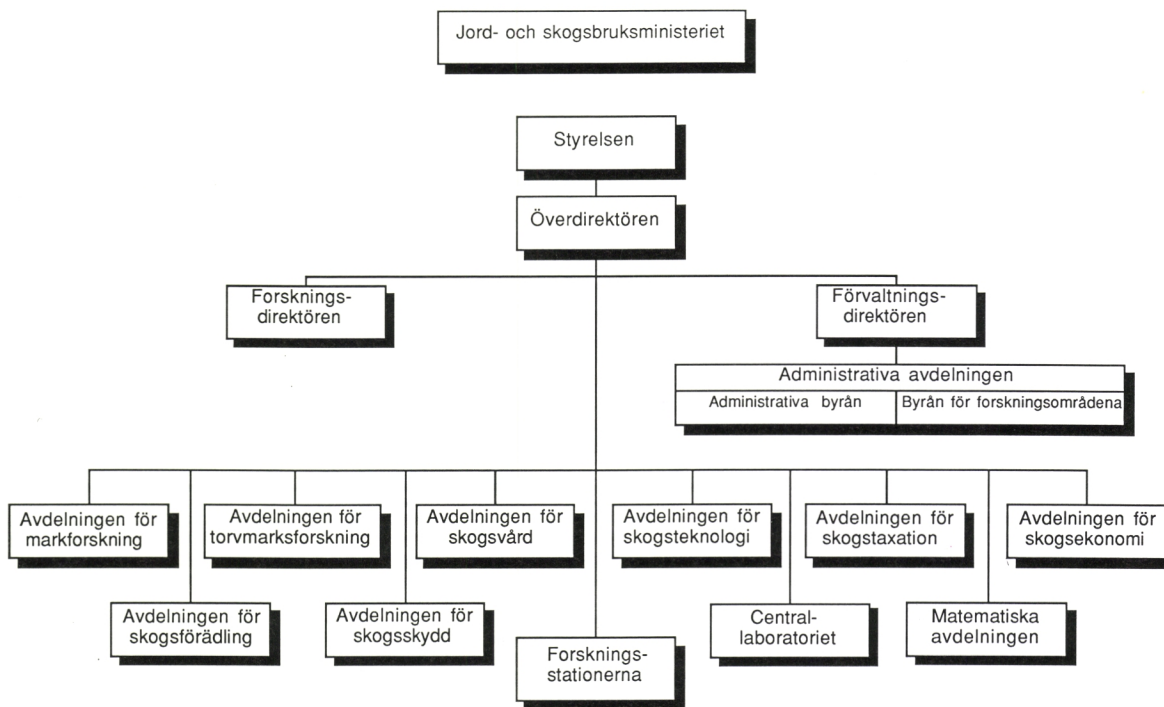 Jord- och skogsbruksministeriet
Styrelsen
Överdirektören
Forsknings-
direktören
Förvaltnings-
direktören
Administrativa avdelningen
Administrativa byrån
Byrån för forskningsområdena
Avdelningen för
markforskning
Avdelningen för
torvmarksforskning
Avdelningen för
skogsvård
Avdelningen för
skogsteknologi
Avdelningen för
skogstaxation
Avdelningen för
skogsekonomi
Avdelningen för
skogsförädling
Avdelningen för
skogsskydd
Forsknings-
stationerna
Central-
laboratoriet
Matematiska
avdelningen